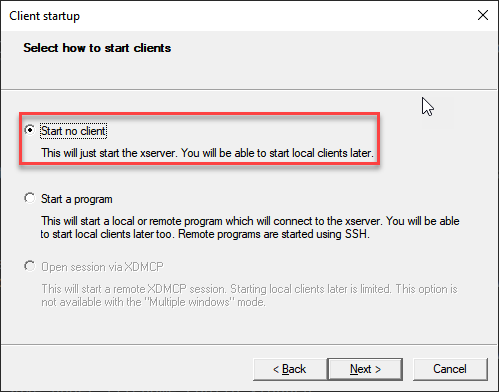 Client startup
Select how to start clients
Start no client
This will just start the xserver. You will be able to start local clients later.
Start a program
This will start a local or remote program which will connect to the xserver. You will be able
to start local clients later too. Remote programs are started using SSH.
Open session via XDMCP
This will start a remote XDMCP session. Starting local clients later is limited. This option is
not available with the "Multiple windows" mode.
< Back
Next >
Cancel